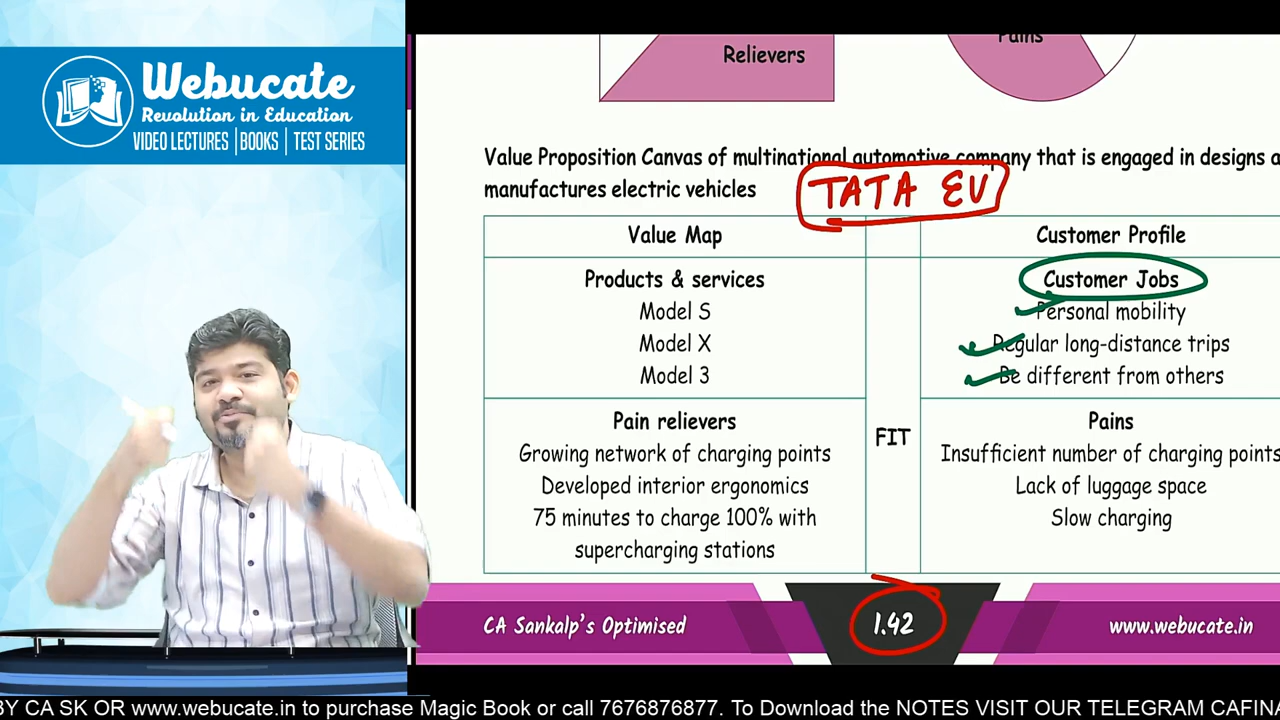 Webucate
Revolution in Education
VIDEO LECTURES | BOOKS | TEST SERIES
Relievers
Pains
Value Proposition Canvas of multinational automotive company that is engaged in designs a
manufactures electric vehicles
TATA EV
Value Map
Customer Profile
Products & services
Model S
Model X
Model 3
Customer Jobs
Personal mobility
Regular long-distance trips
Be different from others
Pain relievers
Growing network of charging points
Developed interior ergonomics
75 minutes to charge 100% with
supercharging stations
FIT
Pains
Insufficient number of charging points
Lack of luggage space
Slow charging
CA Sankalp's Optimised
1.42
www.webucate.in
BY CA SK OR www.webucate.in to purchase Magic Book or call 7676876877. To Download the NOTES VISIT OUR TELEGRAM CAFINA